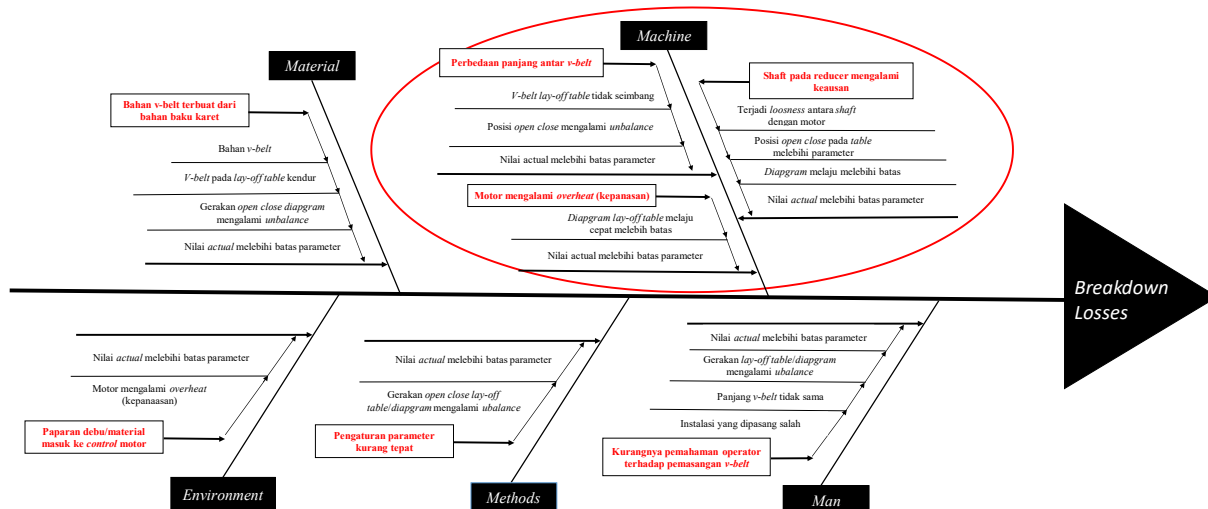 Machine
Material
Perbedaan panjang antar v-belt
Shaft pada reducer mengalami
keausan
V-belt lay-off table tidak seimbang
Bahan v-belt terbuat dari
bahan baku karet
Terjadi loosness antara shaft
dengan motor
Posisi open close mengalami unbalance
Bahan v-belt
Posisi open close pada table
melebihi parameter
Nilai actual melebihi batas parameter
V-belt pada lay-off table kendur
Diapgram melaju melebihi batas
Motor mengalami overheat (kepanasan)
Nilai actual melebihi batas parameter
Gerakan open close diapgram
mengalami unbalance
Diapgram lay-off table melaju
cepat melebih batas
Nilai actual melebihi batas parameter
Nilai actual melebihi batas parameter
Breakdown
Losses
Nilai actual melebihi batas parameter
Nilai actual melebihi batas parameter
Nilai actual melebihi batas parameter
Gerakan lay-off table/diapgram
mengalami ubalance
Motor mengalami overheat
(kepanaasan)
Gerakan open close lay-off
table/diapgram mengalami ubalance
Panjang v-belt tidak sama
Instalasi yang dipasang salah
Paparan debu/material
masuk ke control motor
Pengaturan parameter
kurang tepat
Kurangnya pemahaman operator
terhadap pemasangan v-belt
Environment
Methods
Man